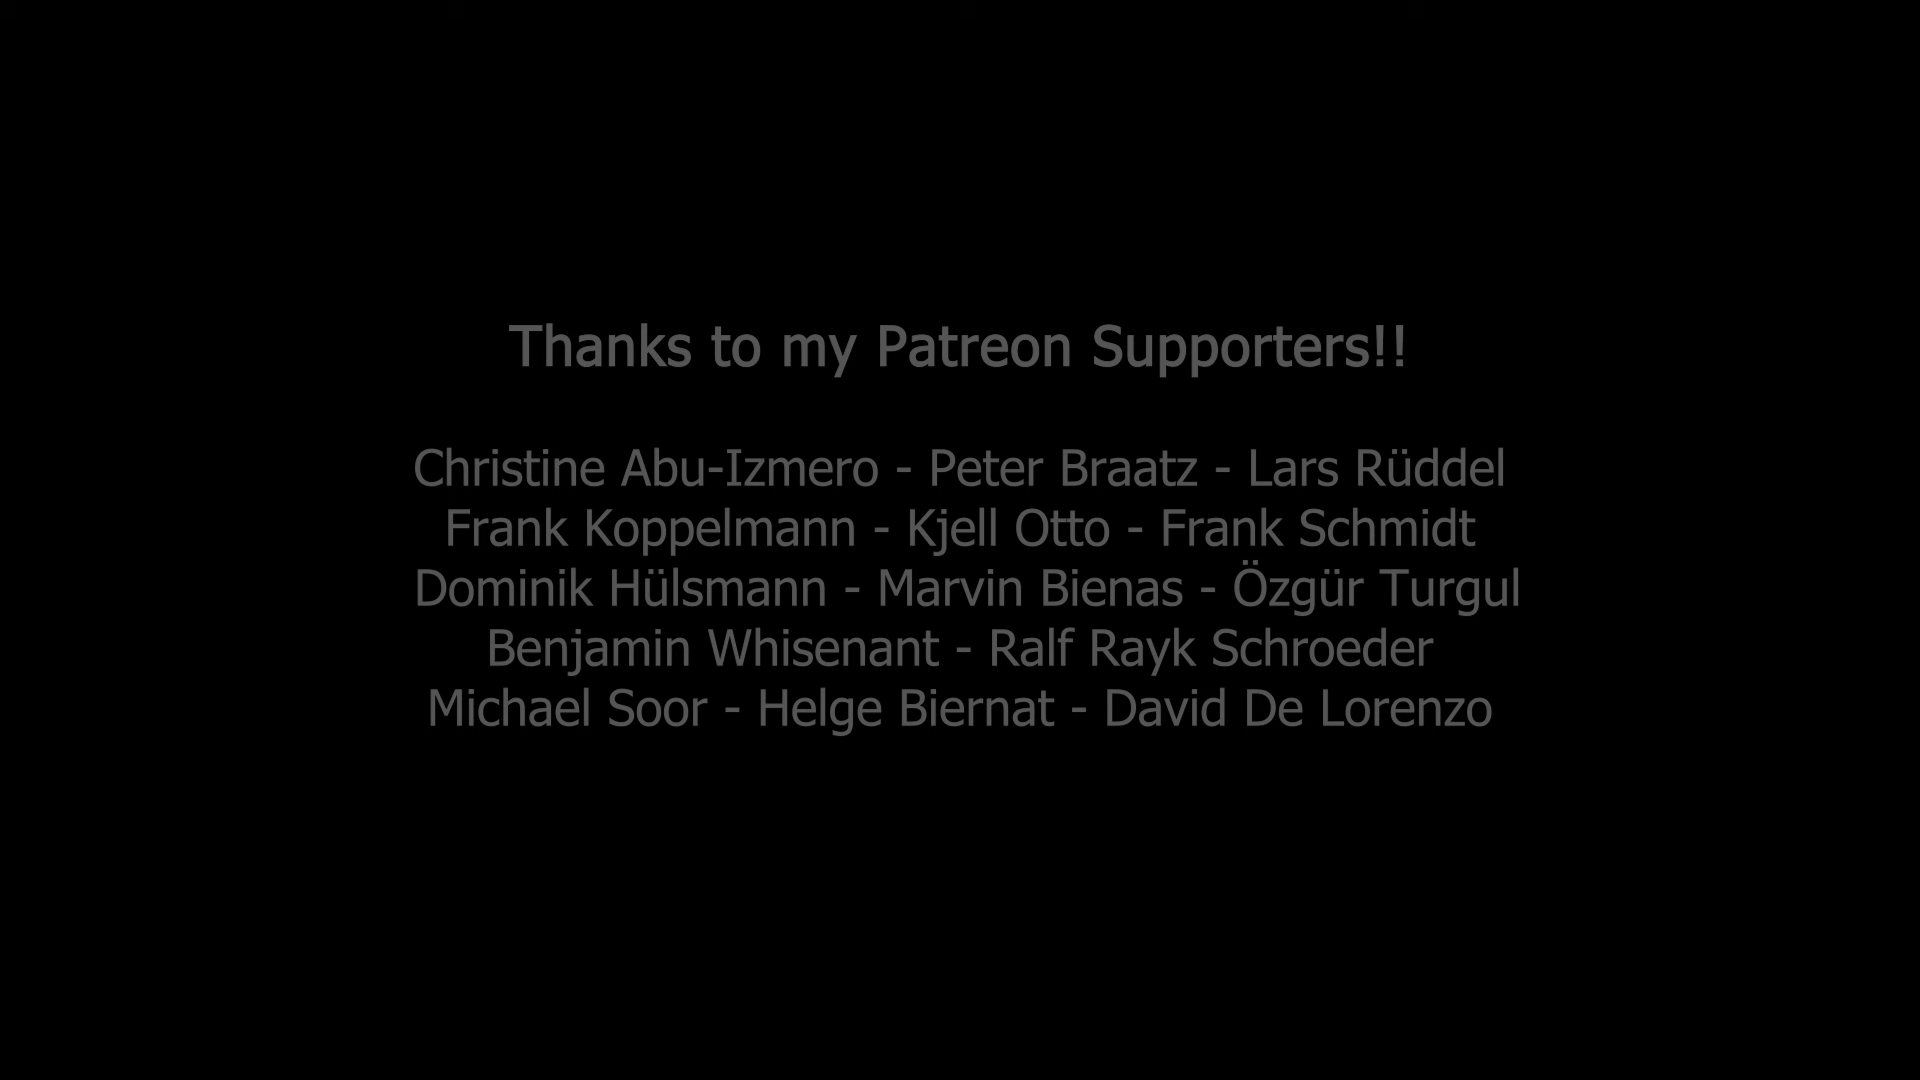 Thanks to my Patreon Supporters!!
Christine Abu-Izmero - Peter Braatz - Lars Rüddel
Frank Koppelmann - Kjell Otto - Frank Schmidt
Dominik Hülsmann - Marvin Bienas - Özgür Turgul
Benjamin Whisenant - Ralf Rayk Schroeder
Michael Soor - Helge Biernat - David De Lorenzo